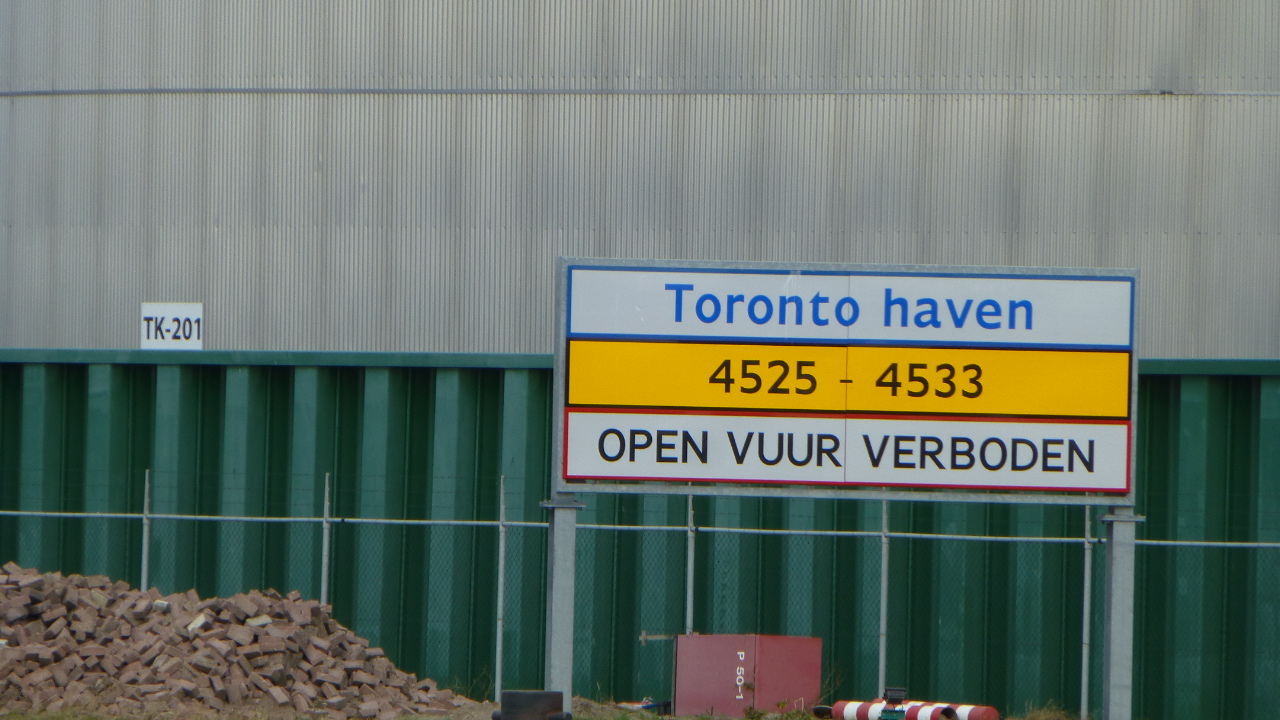 TK-201
Toronto haven
4525 - 4533
OPEN VUUR VERBODEN
P 50-1